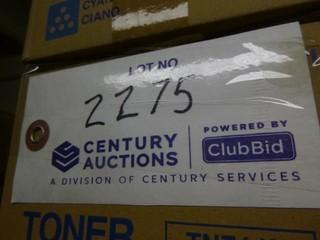 CYAN
CIANO
LOT NO.
2275
CENTURY AUCTIONS
POWERED BY
ClubBid
A DIVISION OF CENTURY SERVICES
TONER